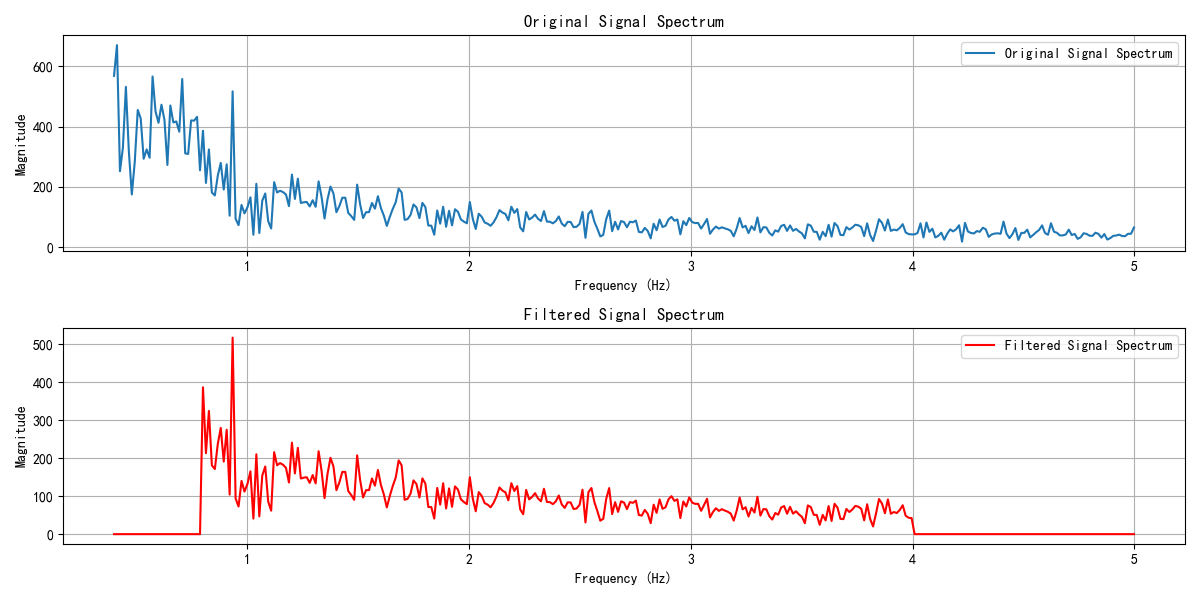 Original Signal Spectrum
Original Signal Spectrum
Magnitude
600
400
200
0
1
2
3
4
5
Frequency (Hz)
Filtered Signal Spectrum
Filtered Signal Spectrum
Magnitude
500
400
300
200
100
0
1
2
3
4
5
Frequency (Hz)